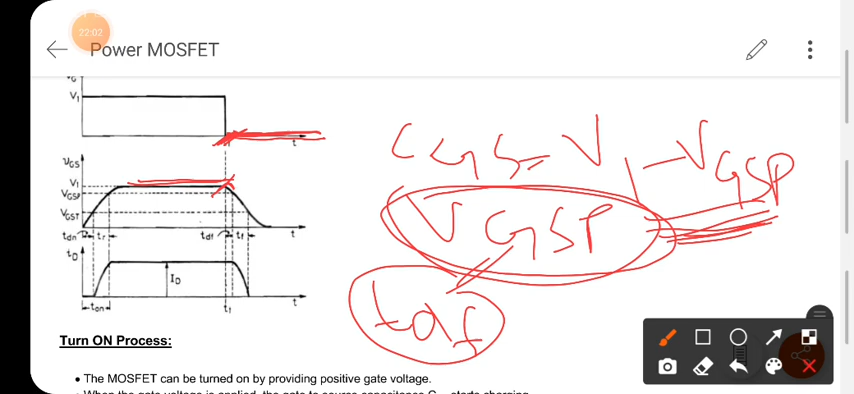 22:02
Power MOSFET
V1
t
CGS = V1 - VGSP
VGS
V1
VGSP
VGST
VGSP
tdn tr tdf tf t
ID
tdf
t
ton t1
Turn ON Process:
• The MOSFET can be turned on by providing positive gate voltage.